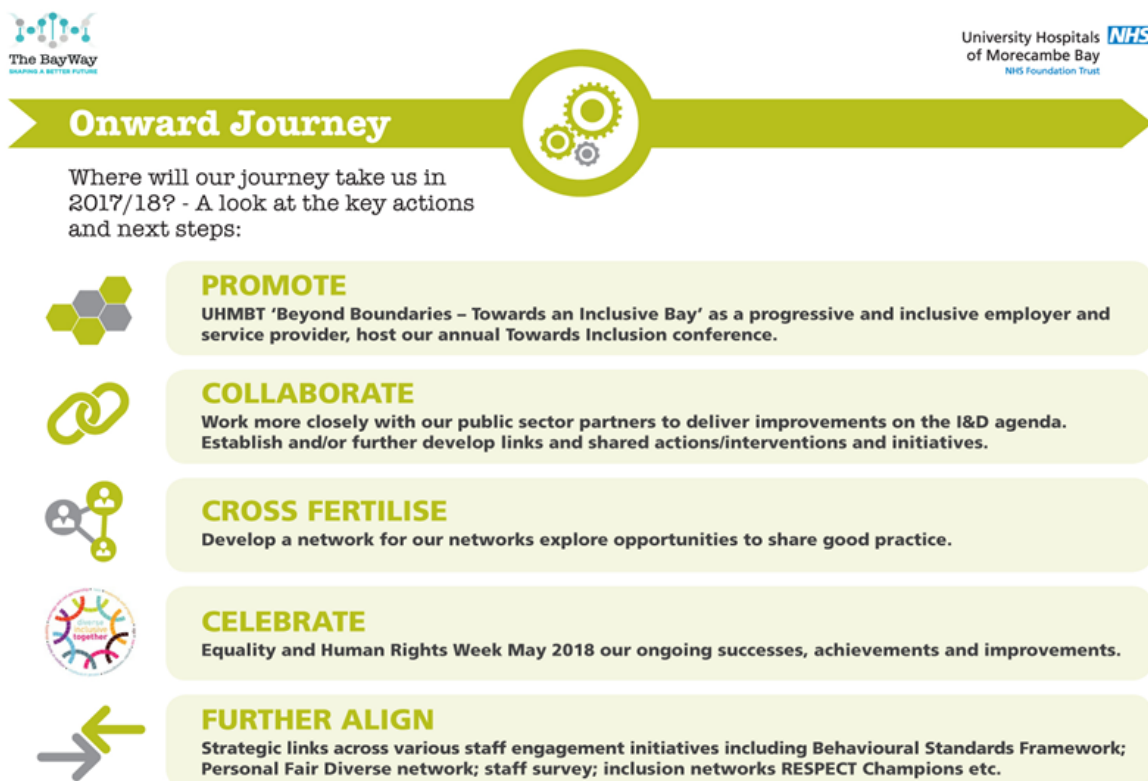 The BayWay
SHAPING A BETTER FUTURE
University Hospitals NHS
of Morecambe Bay
NHS Foundation Trust
Onward Journey
Where will our journey take us in
2017/18? - A look at the key actions
and next steps:
PROMOTE
UHMBT ‘Beyond Boundaries – Towards an Inclusive Bay’ as a progressive and inclusive employer and
service provider, host our annual Towards Inclusion conference.
COLLABORATE
Work more closely with our public sector partners to deliver improvements on the I&D agenda.
Establish and/or further develop links and shared actions/interventions and initiatives.
CROSS FERTILISE
Develop a network for our networks explore opportunities to share good practice.
diverse
inclusive
together
CELEBRATE
Equality and Human Rights Week May 2018 our ongoing successes, achievements and improvements.
FURTHER ALIGN
Strategic links across various staff engagement initiatives including Behavioural Standards Framework;
Personal Fair Diverse network; staff survey; inclusion networks RESPECT Champions etc.